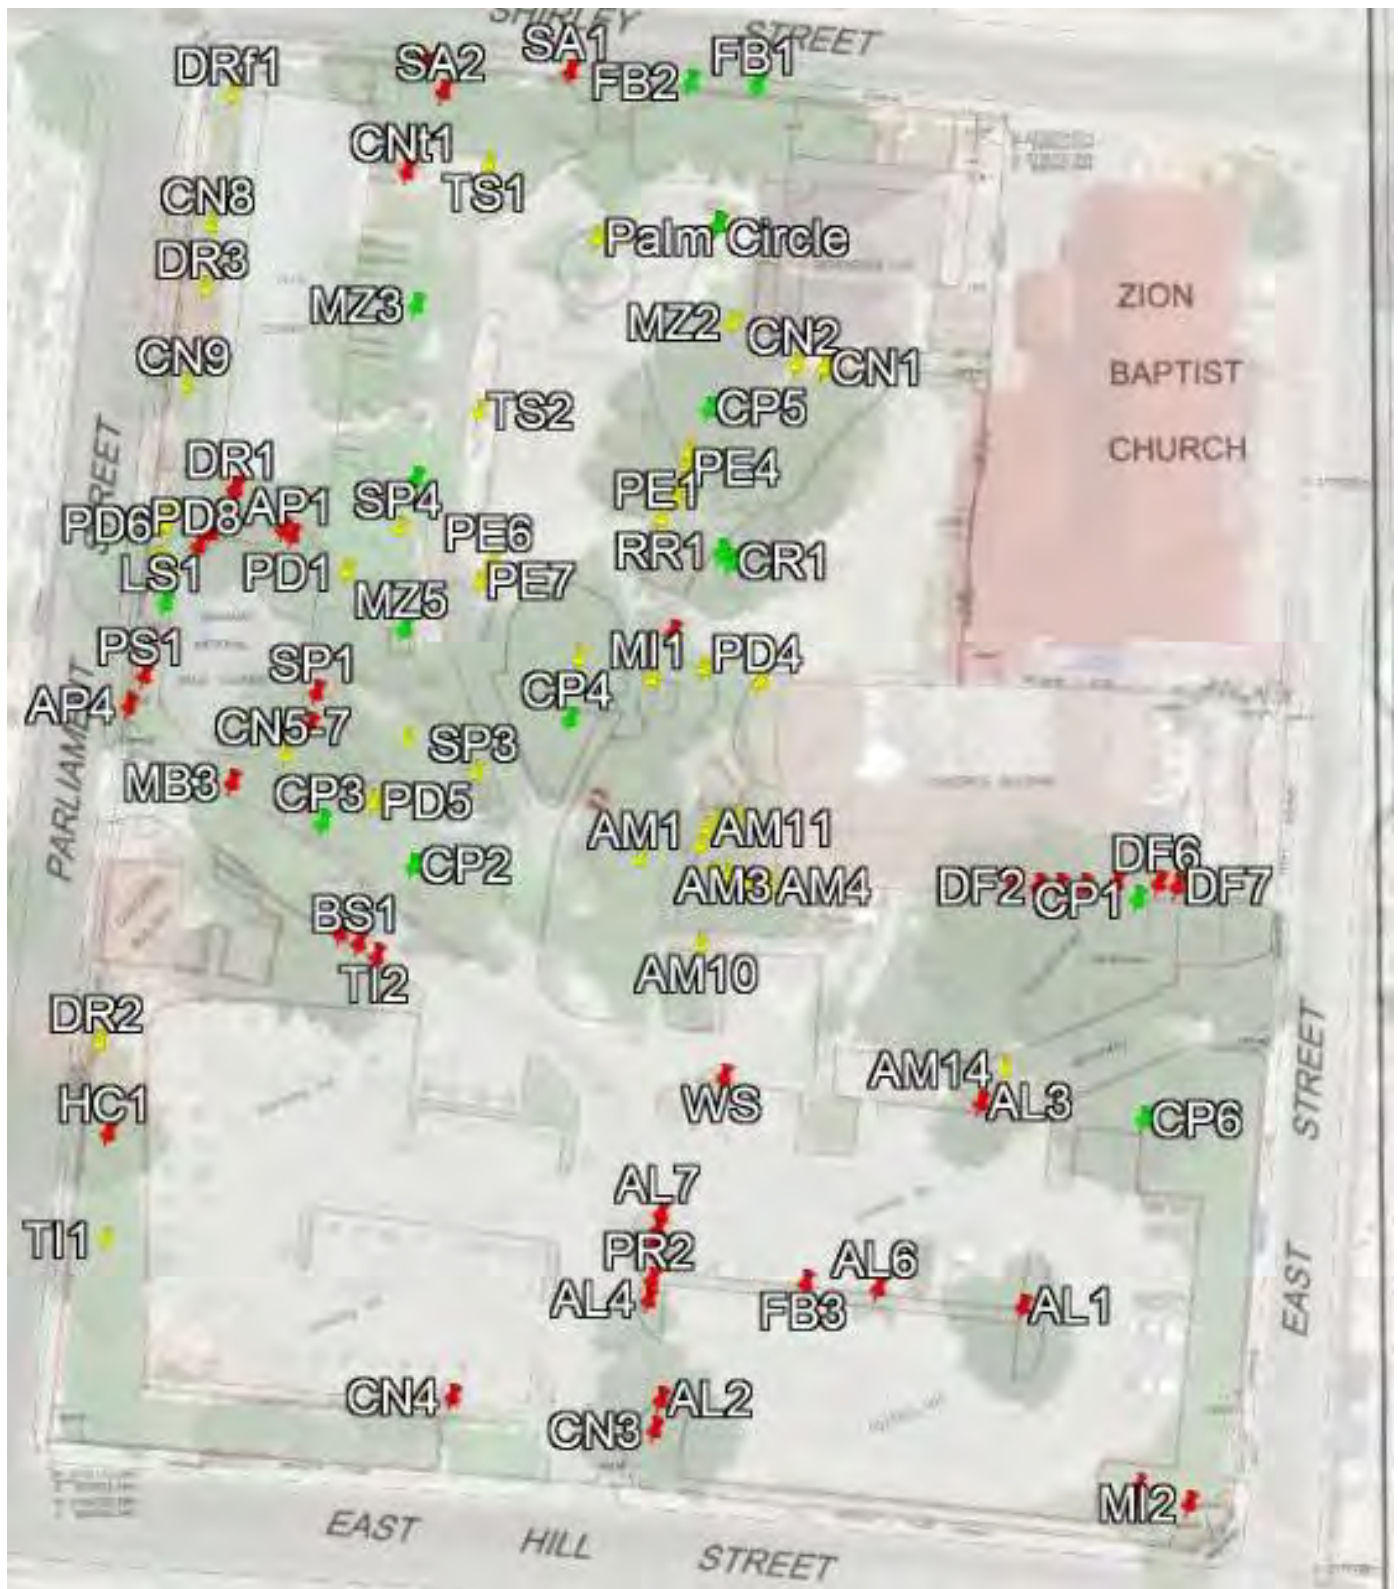 SHIRLEY STREET
DRf1
SA2
SA1
FB2
FB1
CNt1
TS1
CN8
Palm Circle
DR3
MZ3
MZ2
CN2
CN1
ZION
BAPTIST
CHURCH
CN9
TS2
CP5
STREET
DR1
PE4
PE1
SP4
PD6
PD8
AP1
PE6
RR1
CR1
LS1
PD1
PE7
MZ5
PS1
SP1
MI1
PD4
CP4
AP4
CN5-7
SP3
PARLIAMENT
MB3
CP3
PD5
AM1
AM11
CP2
AM3
AM4
DF6
DF2
CP1
DF7
BS1
TI2
AM10
DR2
AM14
AL3
WS
HC1
CP6
STREET
AL7
TI1
PR2
AL6
AL4
FB3
AL1
EAST
CN4
AL2
CN3
MI2
EAST HILL STREET